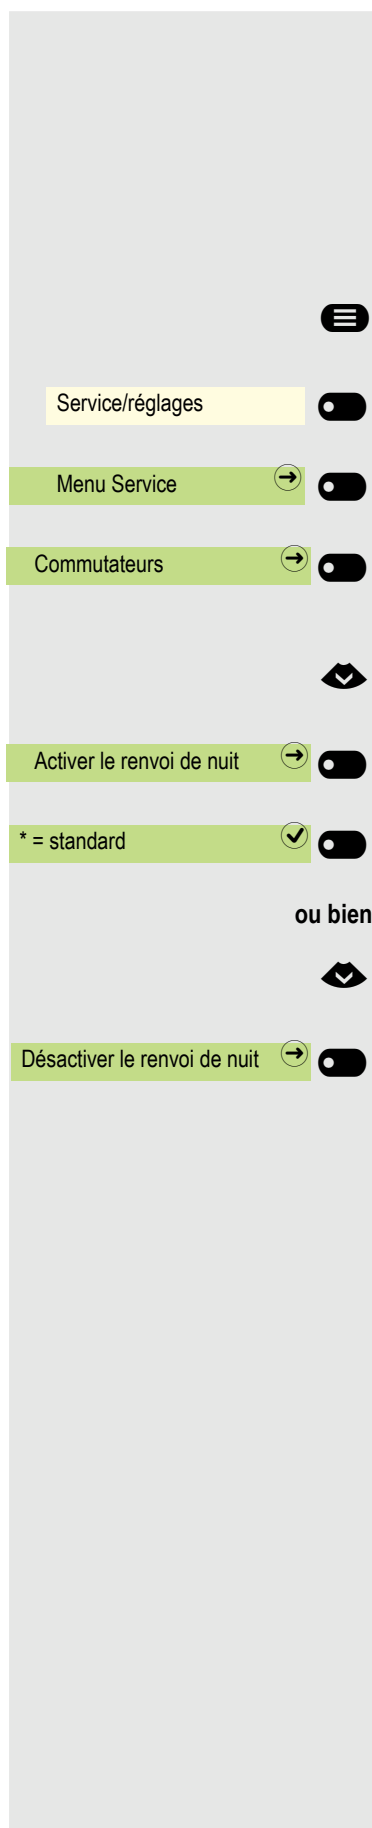 Service/réglages
Menu Service
Commutateurs
Activer le renvoi de nuit
* = standard
ou bien
Désactiver le renvoi de nuit